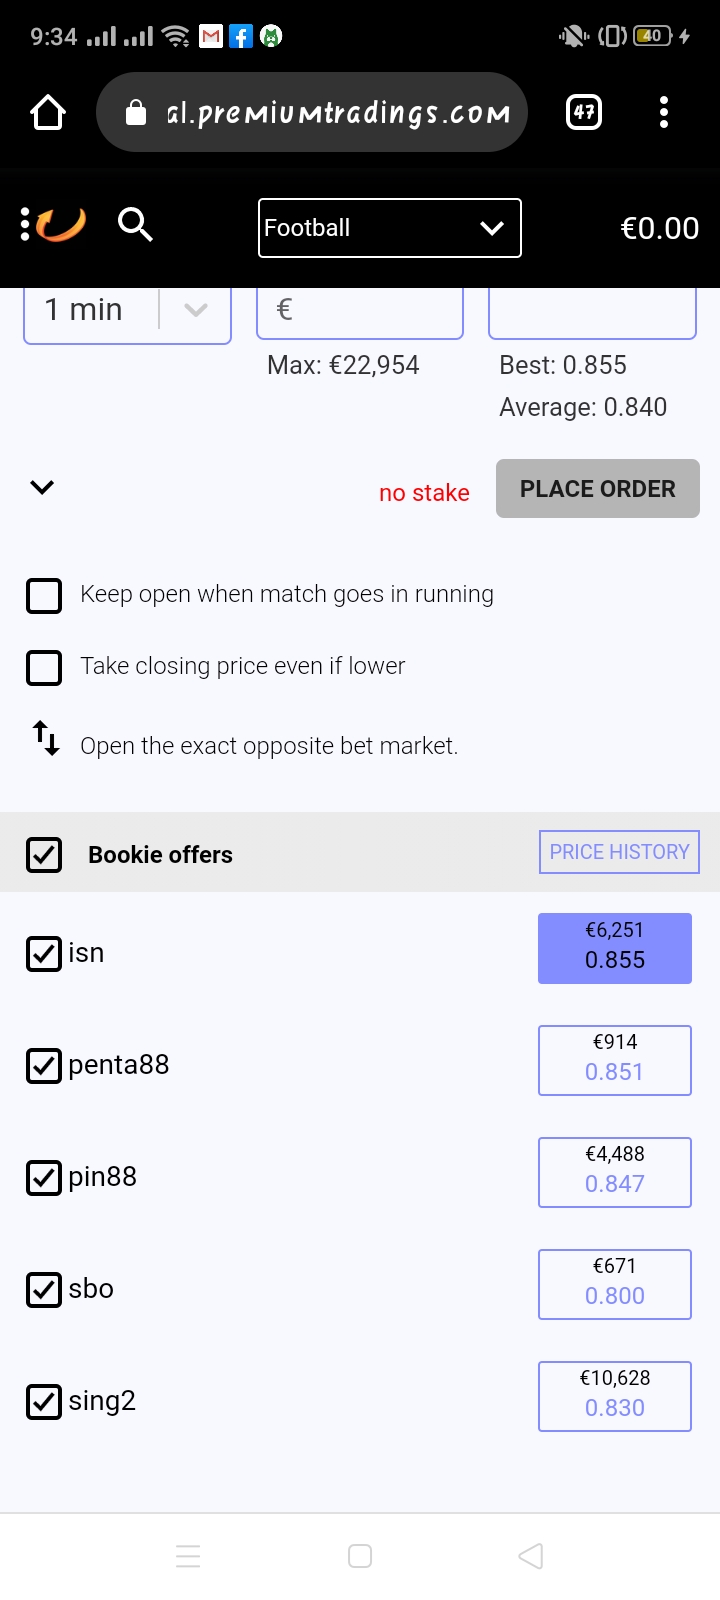 9:34
40
al.premiumtradings.com
47
Football
€0.00
1 min
€
Max: €22,954
Best: 0.855
Average: 0.840
no stake
PLACE ORDER
Keep open when match goes in running
Take closing price even if lower
Open the exact opposite bet market.
Bookie offers
PRICE HISTORY
isn
€6,251
0.855
penta88
€914
0.851
pin88
€4,488
0.847
sbo
€671
0.800
sing2
€10,628
0.830